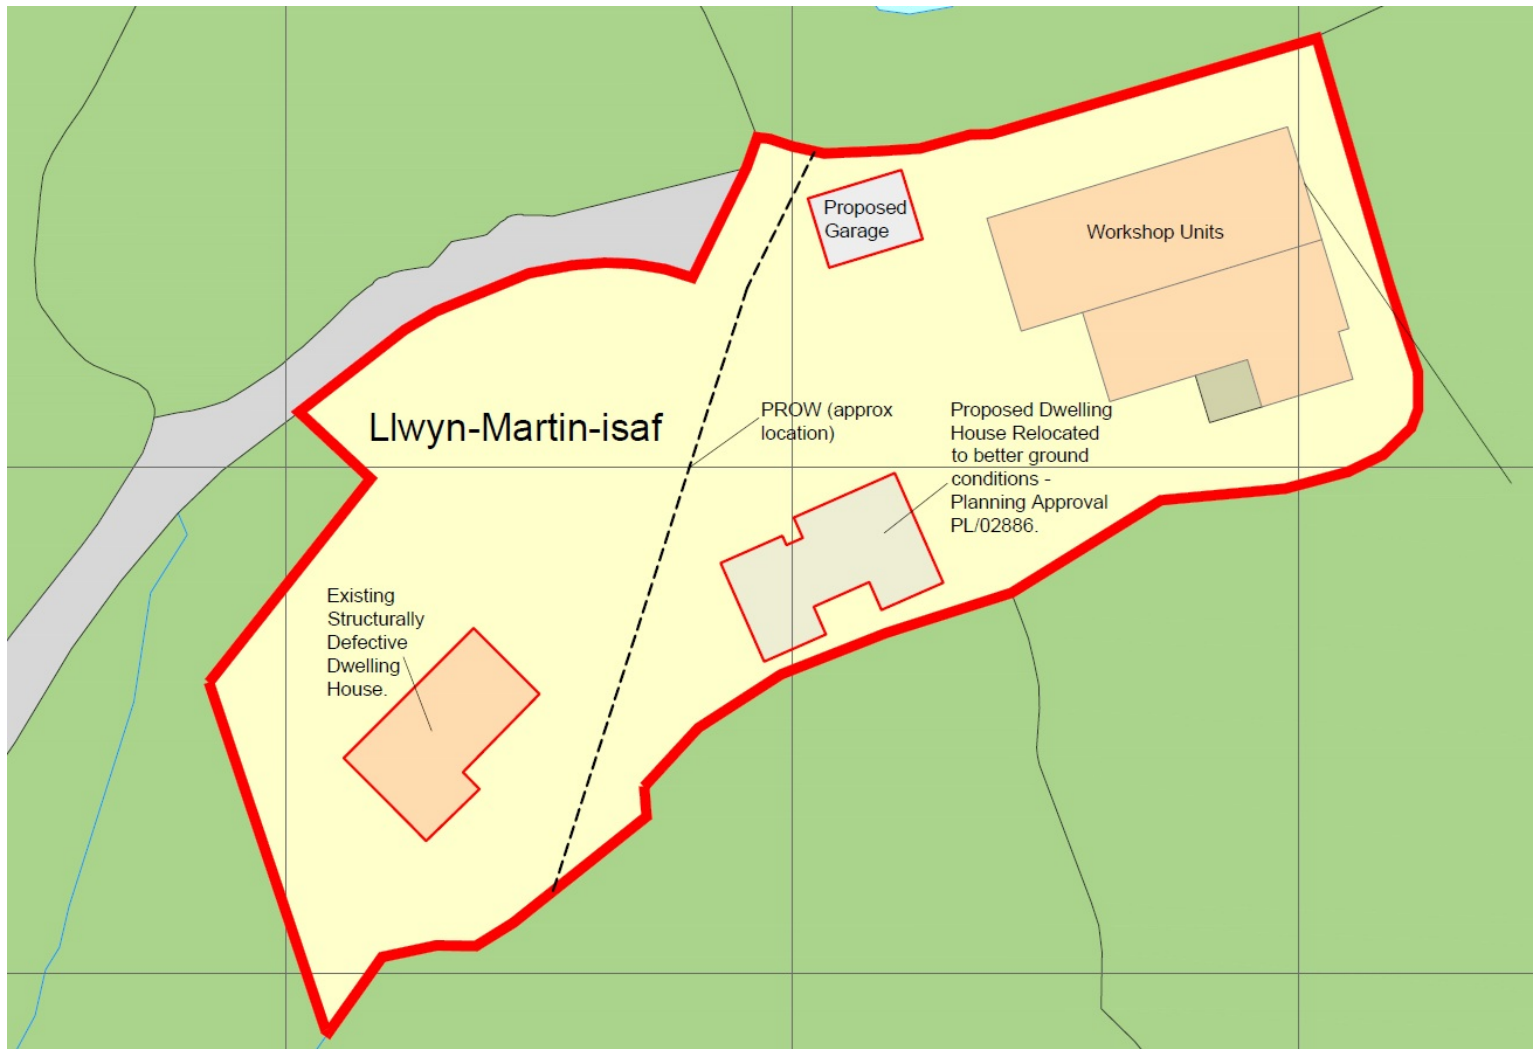 Proposed
Garage
Workshop Units
Llwyn-Martin-isaf
PROW (approx
location)
Proposed Dwelling
House Relocated
to better ground
conditions -
Planning Approval
PL/02886.
Existing
Structurally
Defective
Dwelling
House.